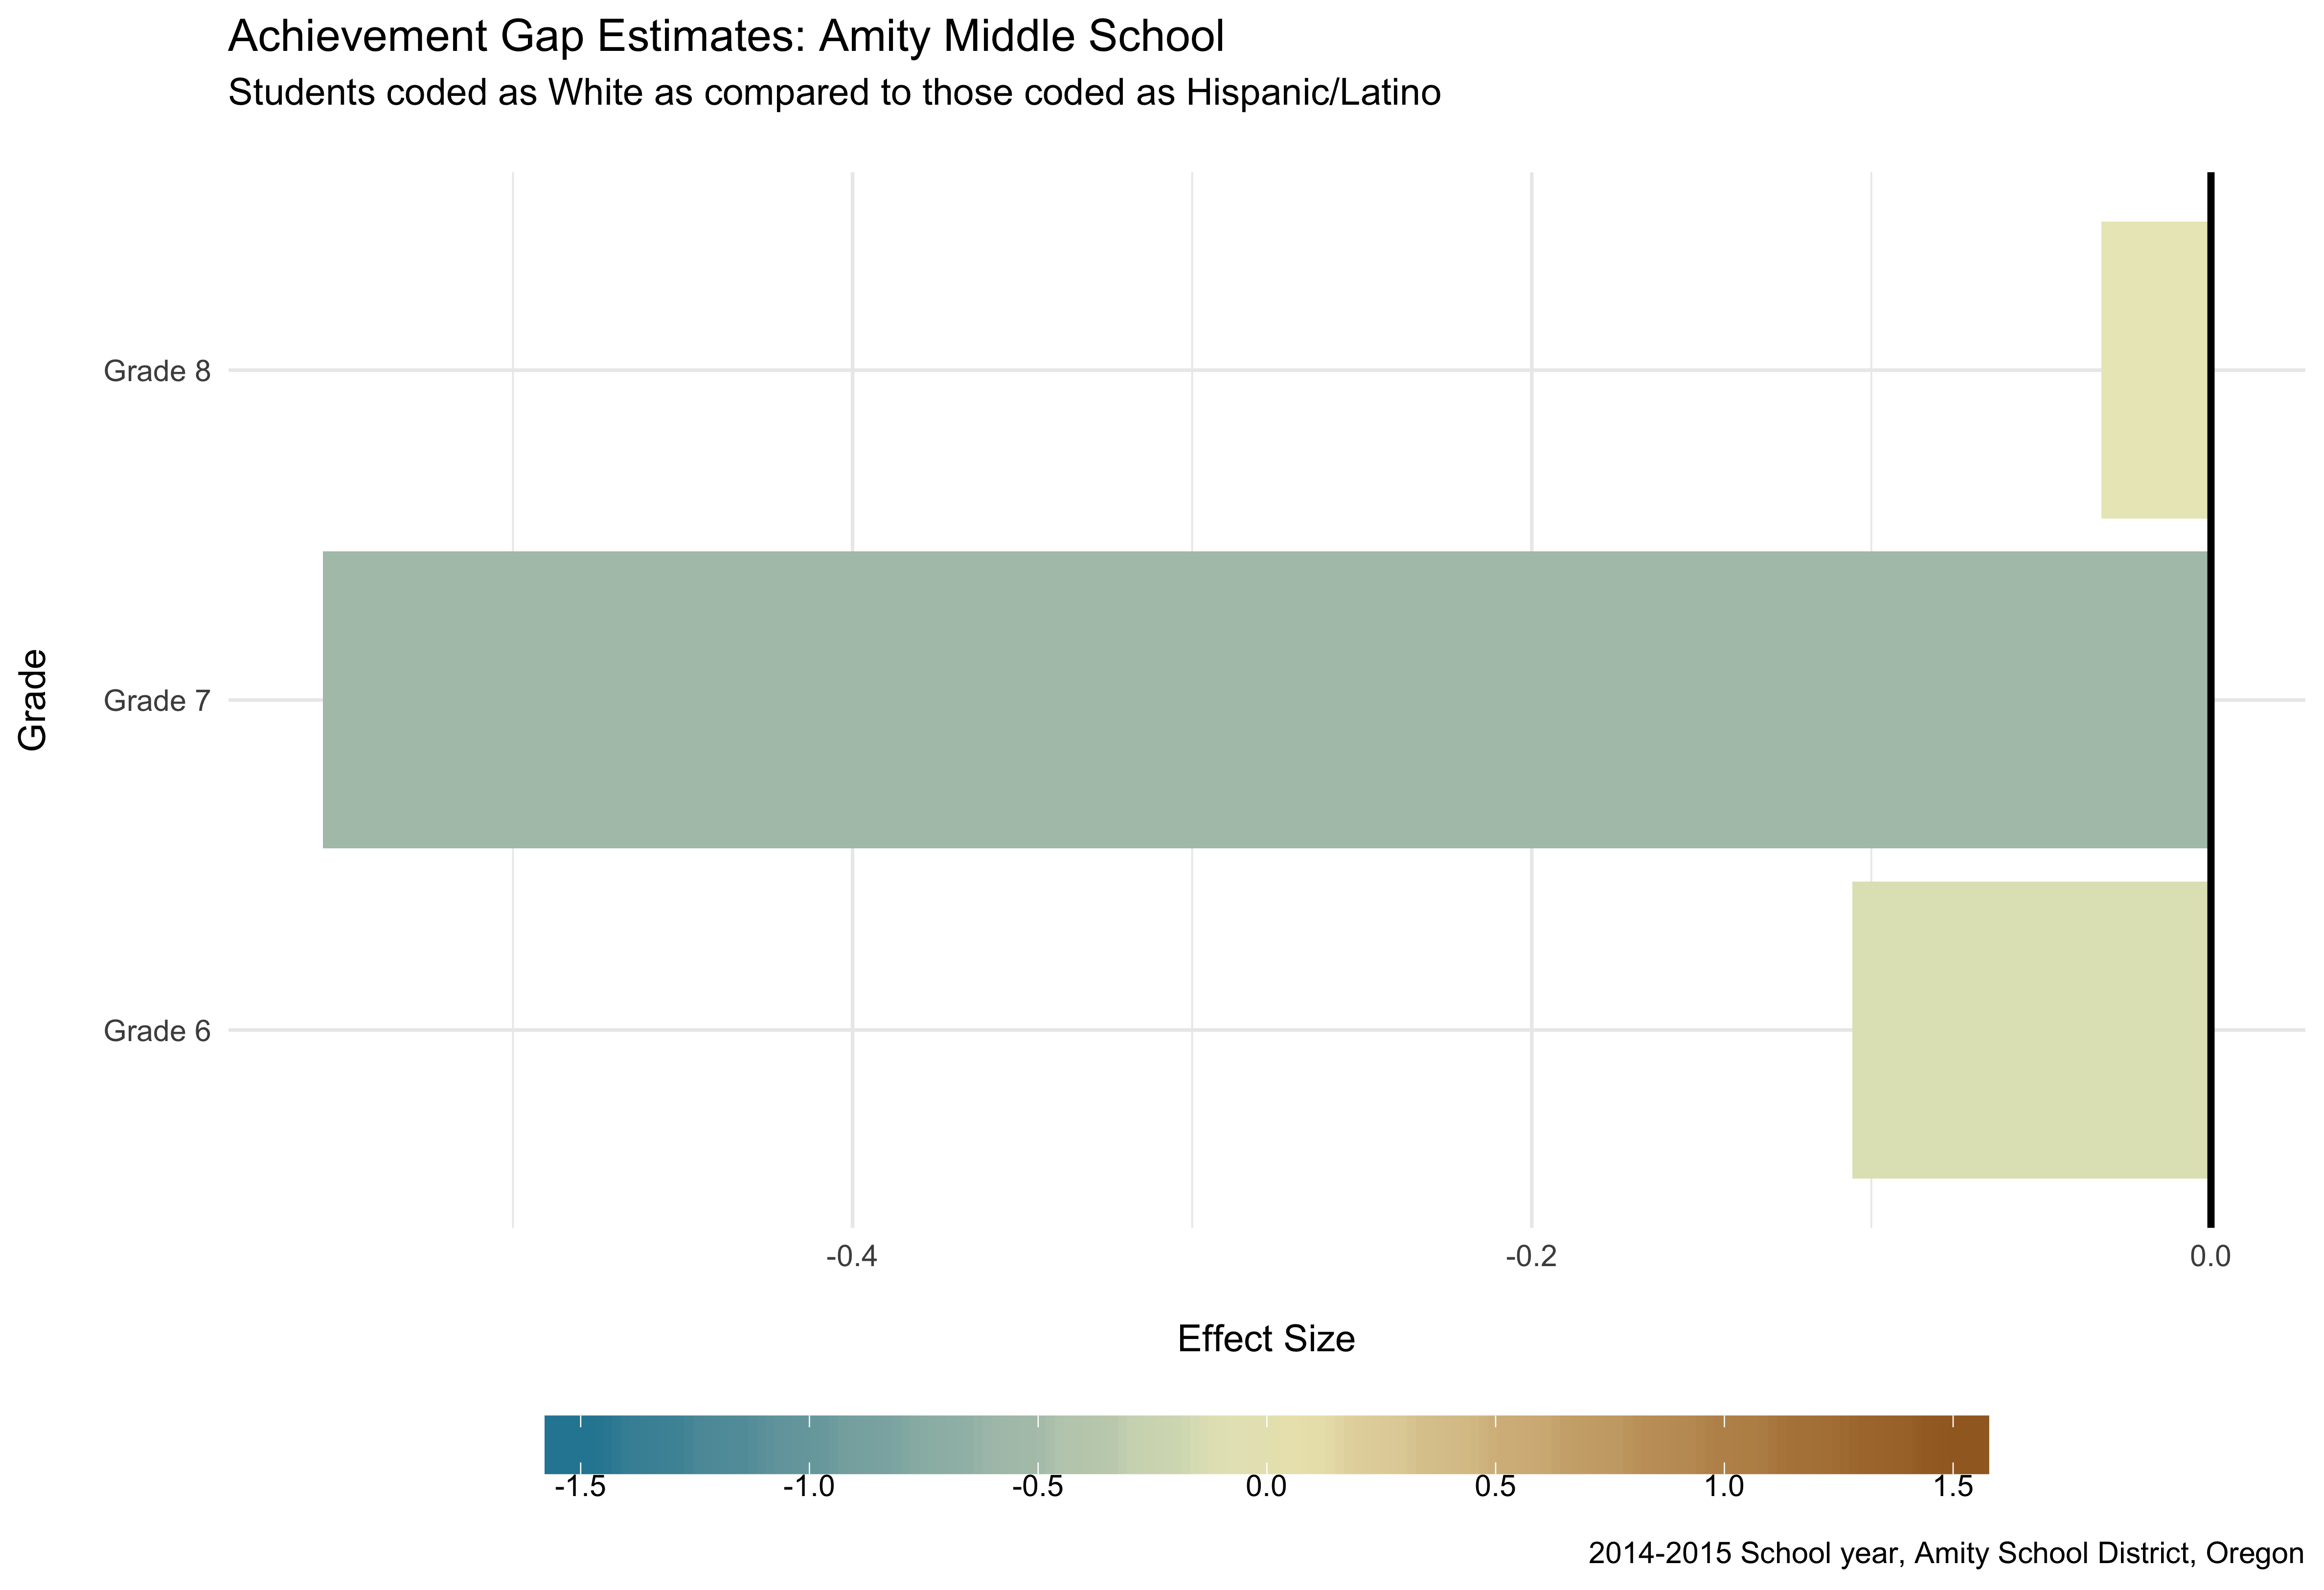 Achievement Gap Estimates: Amity Middle School
Students coded as White as compared to those coded as Hispanic/Latino
Grade
Grade 8
Grade 7
Grade 6
-0.4
-0.2
0.0
Effect Size
-1.5
-1.0
-0.5
0.0
0.5
1.0
1.5
2014-2015 School year, Amity School District, Oregon